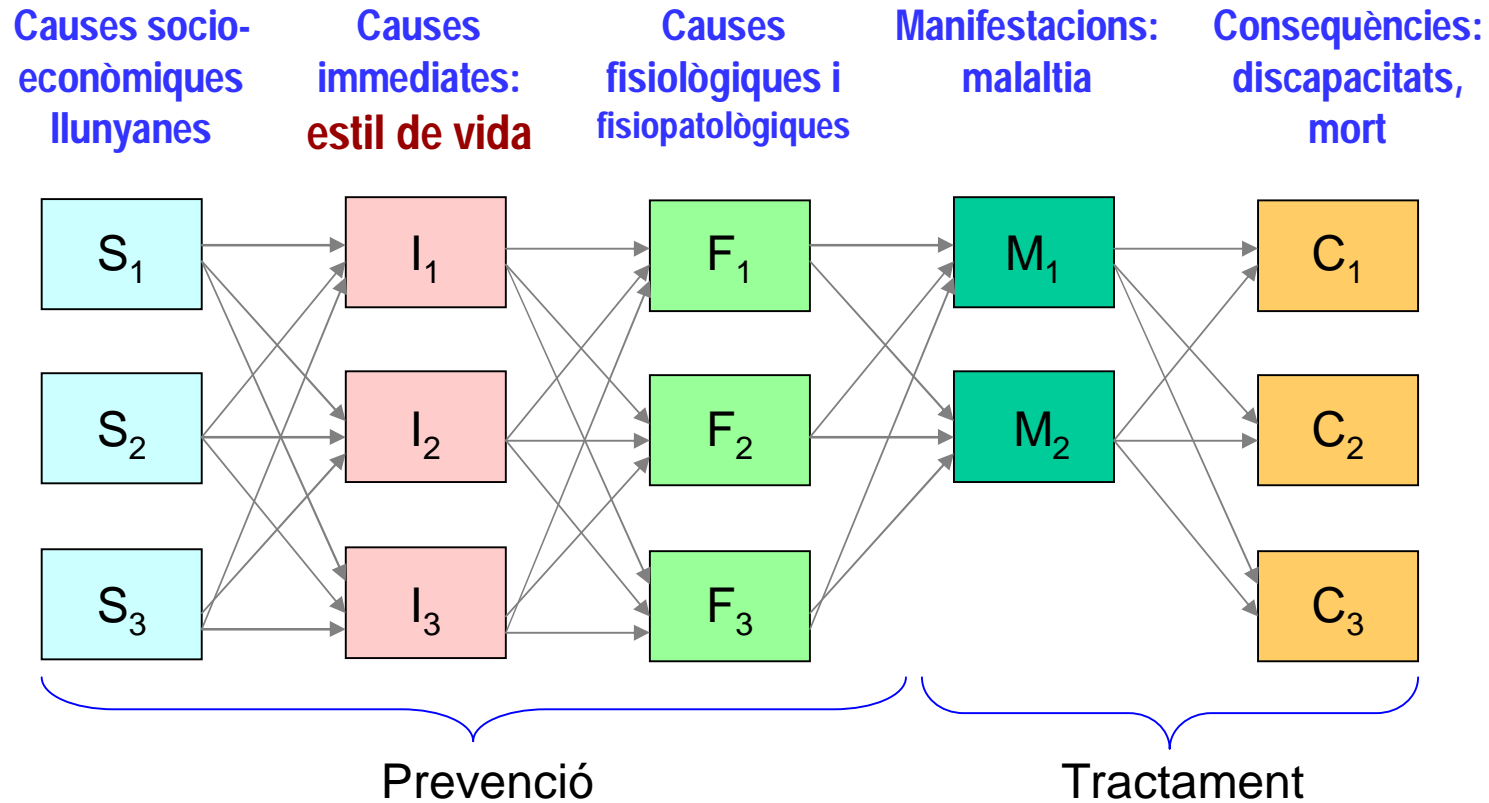 Causes socio-
econòmiques
llunyanes
Causes
immediates:
estil de vida
Causes
fisiològiques i
fisiopatològiques
Manifestacions:
malaltia
Conseqüències:
discapacitats,
mort
S₁
I₁
F₁
M₁
C₁
S₂
I₂
F₂
M₂
C₂
S₃
I₃
F₃
C₃
Prevenció
Tractament